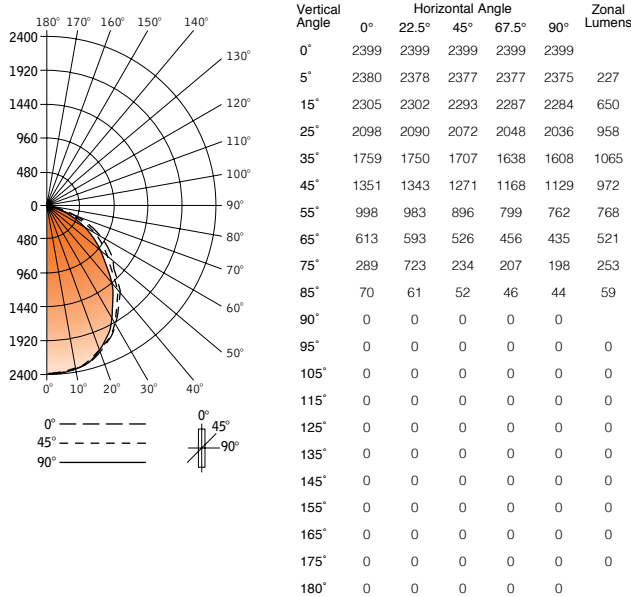 180° 170° 160° 150° 140°
2400
1920
1440
960
480
0
480
960
1440
1920
2400
130°
120°
110°
100°
90°
80°
70°
60°
50°
0° 10° 20° 30° 40°
0°
45°
90°
0°
45°
90°
Vertical Angle Horizontal Angle Zonal Lumens
0° 22.5° 45° 67.5° 90°
0° 2399 2399 2399 2399 2399
5° 2380 2378 2377 2377 2375 227
15° 2305 2302 2293 2287 2284 650
25° 2098 2090 2072 2048 2036 958
35° 1759 1750 1707 1638 1608 1065
45° 1351 1343 1271 1168 1129 972
55° 998 983 896 799 762 768
65° 613 593 526 456 435 521
75° 289 723 234 207 198 253
85° 70 61 52 46 44 59
90° 0 0 0 0 0
95° 0 0 0 0 0 0
105° 0 0 0 0 0 0
115° 0 0 0 0 0 0
125° 0 0 0 0 0 0
135° 0 0 0 0 0 0
145° 0 0 0 0 0 0
155° 0 0 0 0 0 0
165° 0 0 0 0 0 0
175° 0 0 0 0 0 0
180° 0 0 0 0 0